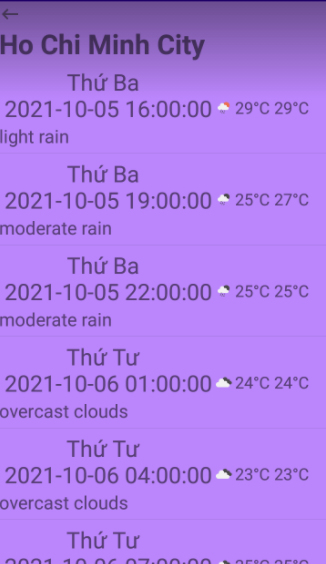 Ho Chi Minh City
Thứ Ba
2021-10-05 16:00:00 29°C 29°C
light rain
Thứ Ba
2021-10-05 19:00:00 25°C 27°C
moderate rain
Thứ Ba
2021-10-05 22:00:00 25°C 25°C
moderate rain
Thứ Tư
2021-10-06 01:00:00 24°C 24°C
overcast clouds
Thứ Tư
2021-10-06 04:00:00 23°C 23°C
overcast clouds
Thứ Tư
2021-10-06 07:00:00 25°C 25°C